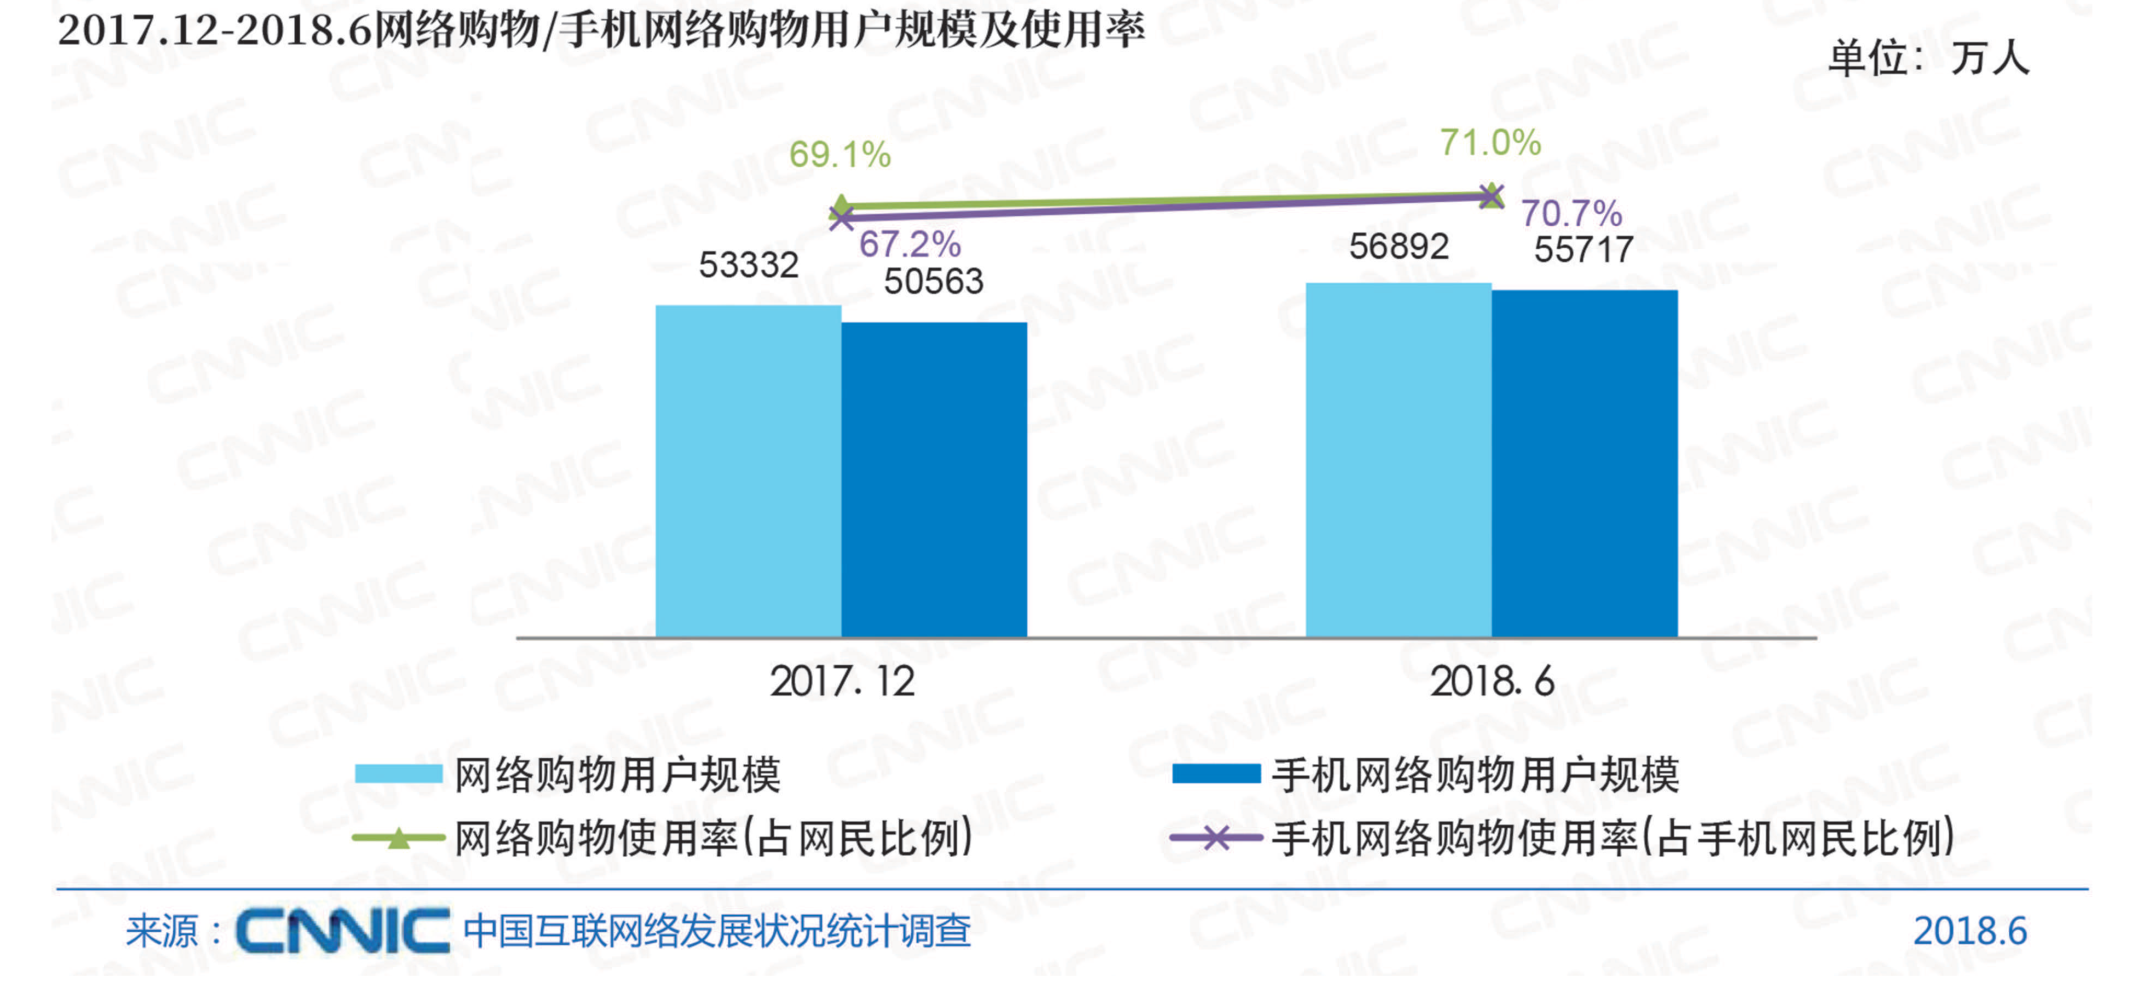 2017.12-2018.6网络购物/手机网络购物用户规模及使用率
单位：万人
69.1%
71.0%
67.2%
70.7%
53332
50563
56892
55717
2017. 12
2018. 6
网络购物用户规模
手机网络购物用户规模
网络购物使用率(占网民比例)
手机网络购物使用率(占手机网民比例)
来源：CNNIC 中国互联网络发展状况统计调查
2018.6